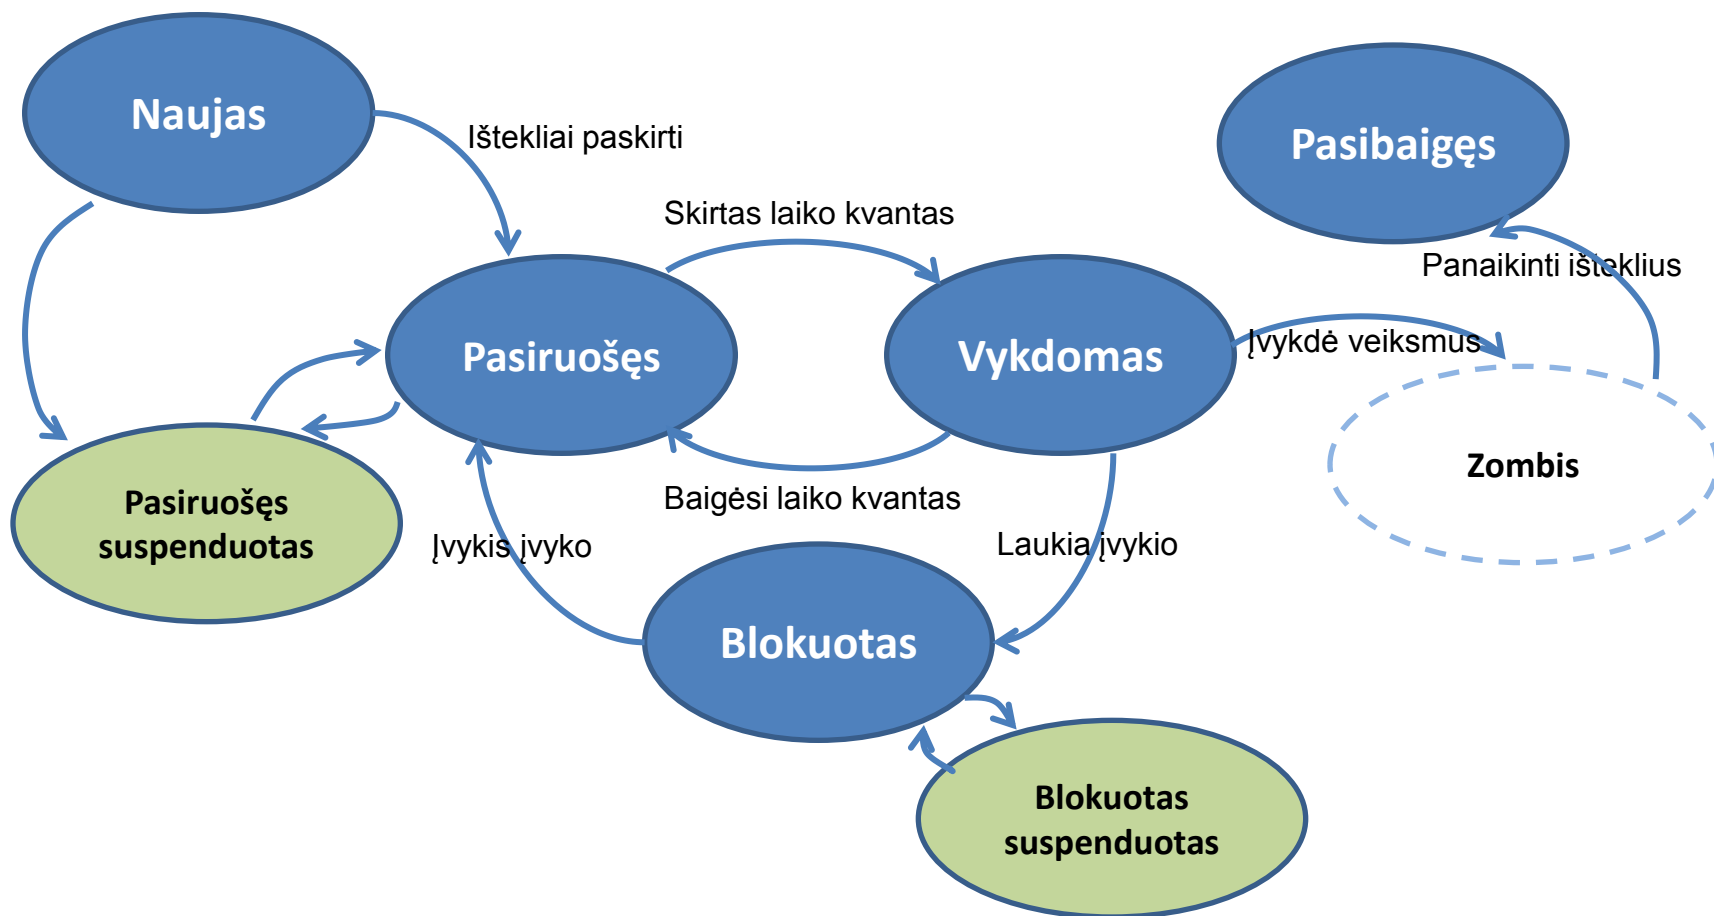 Naujas
Pasibaigęs
Ištekliai paskirti
Skirtas laiko kvantas
Panaikinti išteklius
Pasiruošęs
Vykdomas
Įvykdė veiksmus
Zombis
Pasiruošęs
suspenduotas
Baigėsi laiko kvantas
Įvykis įvyko
Laukia įvykio
Blokuotas
Blokuotas
suspenduotas